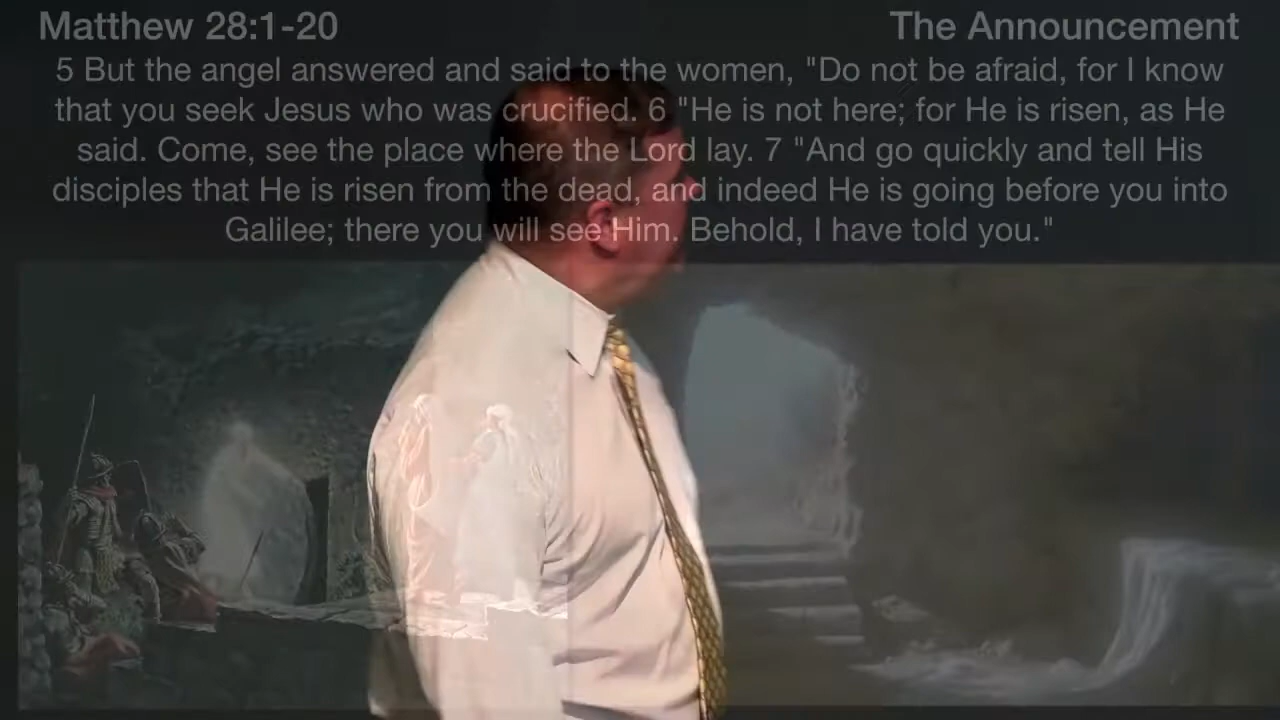 Matthew 28:1-20 The Announcement
5 But the angel answered and said to the women, "Do not be afraid, for I know
that you seek Jesus who was crucified. 6 "He is not here; for He is risen, as He
said. Come, see the place where the Lord lay. 7 "And go quickly and tell His
disciples that He is risen from the dead, and indeed He is going before you into
Galilee; there you will see Him. Behold, I have told you."